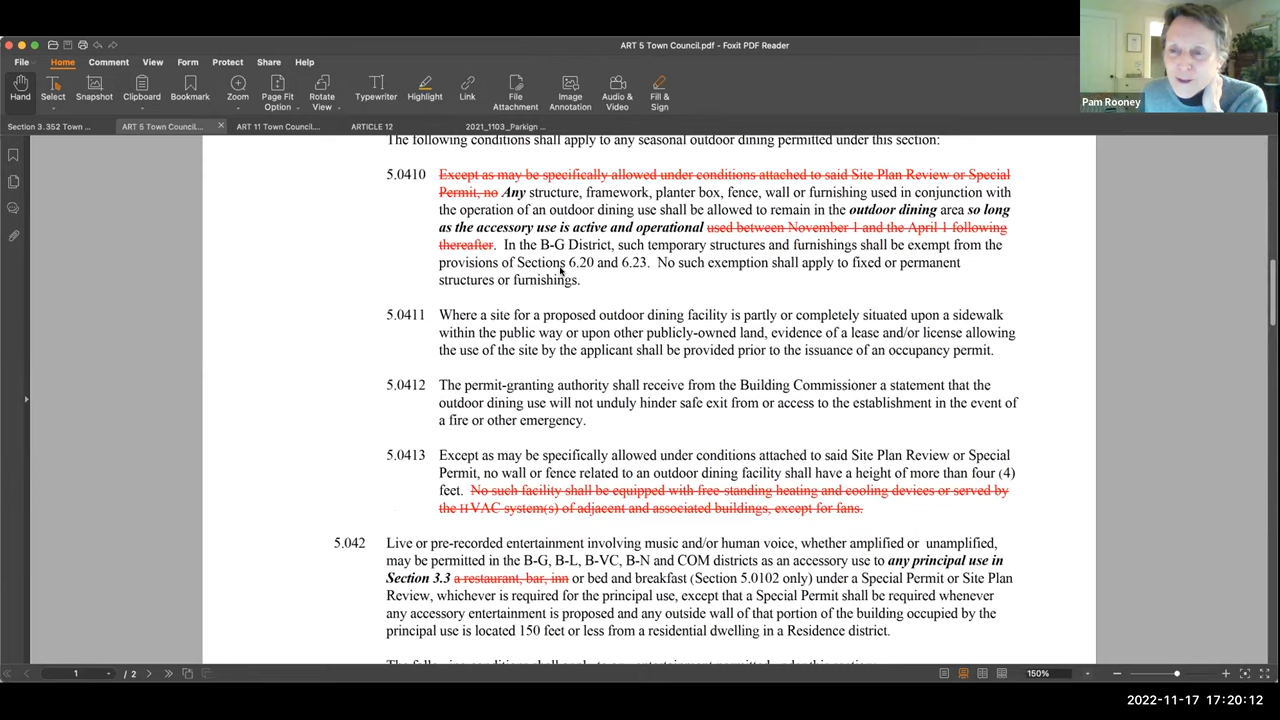 ART 5 Town Council.pdf - Foxit PDF Reader
File Home Comment View Form Protect Share Help
Hand Select Snapshot Clipboard Bookmark Zoom Page Fit Option Rotate View Typewriter Highlight Link File Attachment Image Annotation Audio & Video Fill & Sign
Pam Rooney
Section 3.352 Town ... ART 5 Town Council.... ART 11 Town Council.... ARTICLE 12 2021_1103_Parkign ...
The following conditions shall apply to any seasonal outdoor dining permitted under this section:
5.0410 Except as may be specifically allowed under conditions attached to said Site Plan Review or Special
Permit, no Any structure, framework, planter box, fence, wall or furnishing used in conjunction with
the operation of an outdoor dining use shall be allowed to remain in the outdoor dining area so long
as the accessory use is active and operational used between November 1 and the April 1 following
thereafter. In the B-G District, such temporary structures and furnishings shall be exempt from the
provisions of Sections 6.20 and 6.23. No such exemption shall apply to fixed or permanent
structures or furnishings.
5.0411 Where a site for a proposed outdoor dining facility is partly or completely situated upon a sidewalk
within the public way or upon other publicly-owned land, evidence of a lease and/or license allowing
the use of the site by the applicant shall be provided prior to the issuance of an occupancy permit.
5.0412 The permit-granting authority shall receive from the Building Commissioner a statement that the
outdoor dining use will not unduly hinder safe exit from or access to the establishment in the event of
a fire or other emergency.
5.0413 Except as may be specifically allowed under conditions attached to said Site Plan Review or Special
Permit, no wall or fence related to an outdoor dining facility shall have a height of more than four (4)
feet. No such facility shall be equipped with free-standing heating and cooling devices or served by
the HVAC system(s) of adjacent and associated buildings, except for fans.
5.042 Live or pre-recorded entertainment involving music and/or human voice, whether amplified or unamplified,
may be permitted in the B-G, B-L, B-VC, B-N and COM districts as an accessory use to any principal use in
Section 3.3 a restaurant, bar, inn or bed and breakfast (Section 5.0102 only) under a Special Permit or Site Plan
Review, whichever is required for the principal use, except that a Special Permit shall be required whenever
any accessory entertainment is proposed and any outside wall of that portion of the building occupied by the
principal use is located 150 feet or less from a residential dwelling in a Residence district.
The following conditions shall apply to any entertainment permitted under this section:
1 / 2 150%
2022-11-17 17:20:12